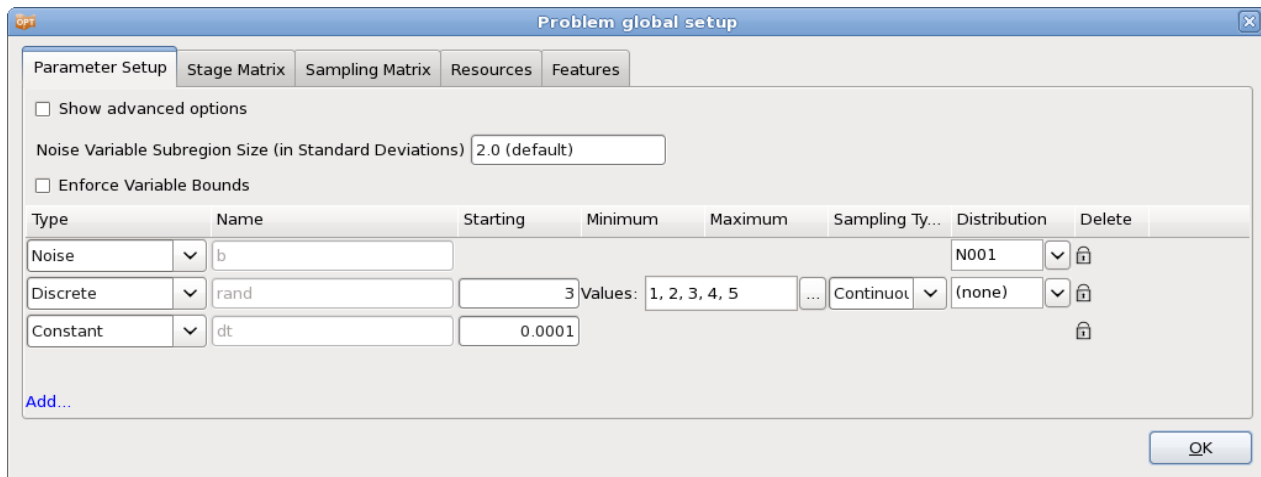 OPT Problem global setup
Parameter Setup Stage Matrix Sampling Matrix Resources Features
Show advanced options
Noise Variable Subregion Size (in Standard Deviations) 2.0 (default)
Enforce Variable Bounds
Type Name Starting Minimum Maximum Sampling Ty... Distribution Delete
Noise b N001
Discrete rand 3 Values: 1, 2, 3, 4, 5 ... Continuou (none)
Constant dt 0.0001
Add...
OK